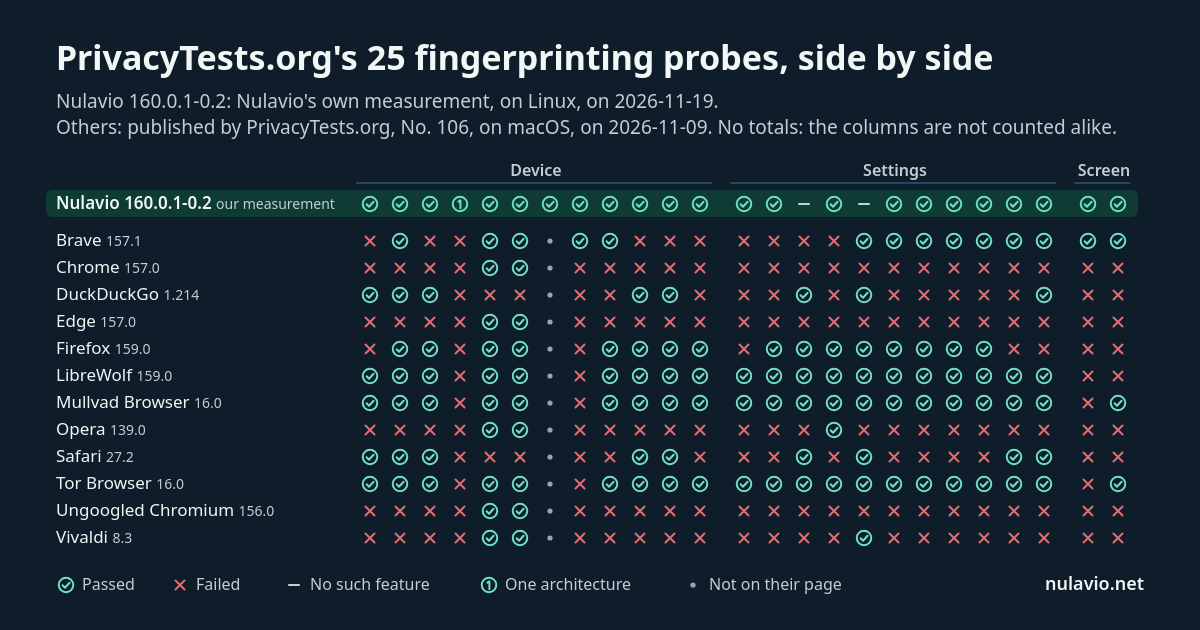 PrivacyTests.org's 25 fingerprinting probes, side by side
Nulavio 160.0.1-0.2: Nulavio's own measurement, on Linux, on 2026-11-19.
Others: published by PrivacyTests.org, No. 106, on macOS, on 2026-11-09. No totals: the columns are not counted alike.
Device Settings Screen
Nulavio 160.0.1-0.2 our measurement
Brave 157.1
Chrome 157.0
DuckDuckGo 1.214
Edge 157.0
Firefox 159.0
LibreWolf 159.0
Mullvad Browser 16.0
Opera 139.0
Safari 27.2
Tor Browser 16.0
Ungoogled Chromium 156.0
Vivaldi 8.3
Passed Failed No such feature 1 One architecture Not on their page nulavio.net